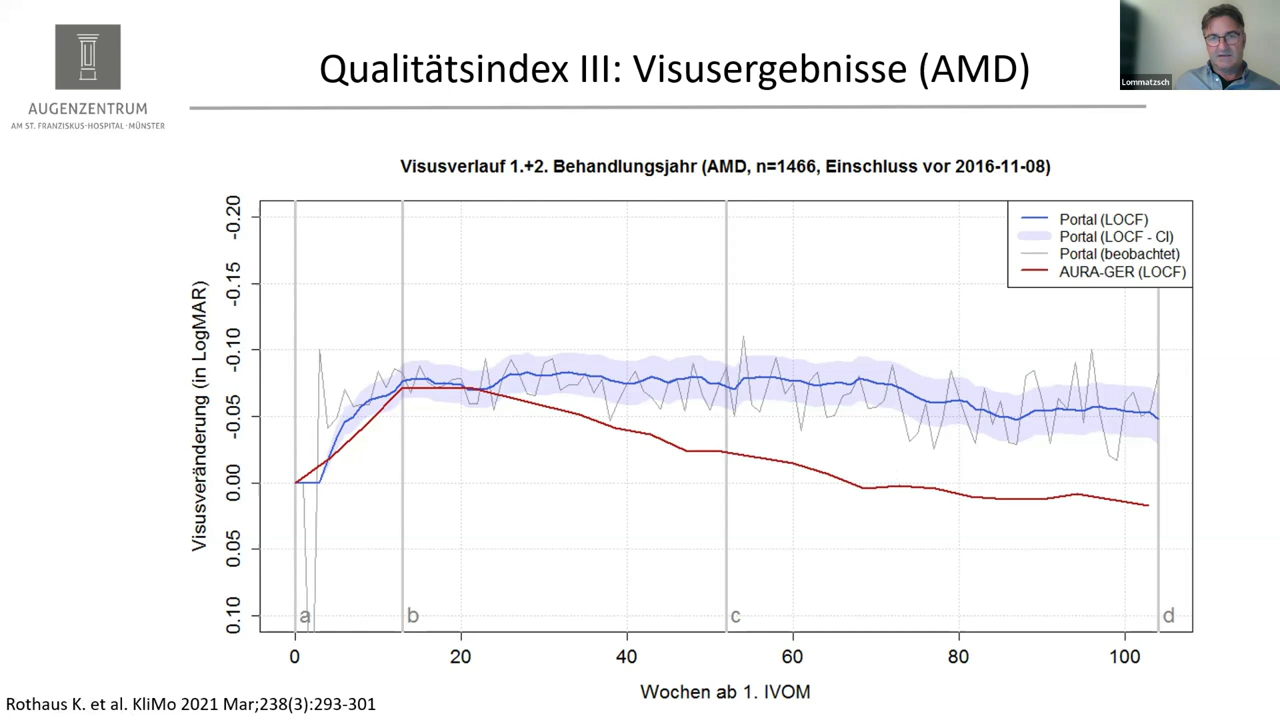 Qualitätsindex III: Visusergebnisse (AMD)
Lommatzsch
AUGENZENTRUM
AM ST. FRANZISKUS-HOSPITAL·MÜNSTER
Visusverlauf 1.+2. Behandlungsjahr (AMD, n=1466, Einschluss vor 2016-11-08)
Portal (LOCF)
Portal (LOCF - CI)
Portal (beobachtet)
AURA-GER (LOCF)
Visusveränderung (in LogMAR)
-0.20
-0.15
-0.10
-0.05
0.00
0.05
0.10
a
b
c
d
0
20
40
60
80
100
Wochen ab 1. IVOM
Rothaus K. et al. KliMo 2021 Mar;238(3):293-301